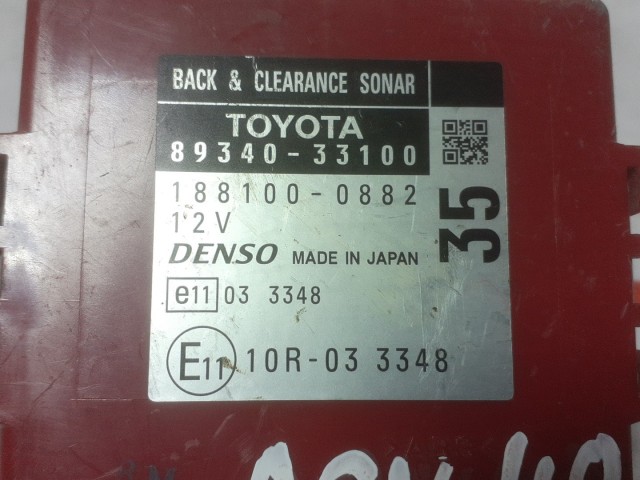 BACK & CLEARANCE SONAR
TOYOTA
89340-33100
188100-0882
12V
35
DENSO MADE IN JAPAN
e11 03 3348
E11 10R-03 3348